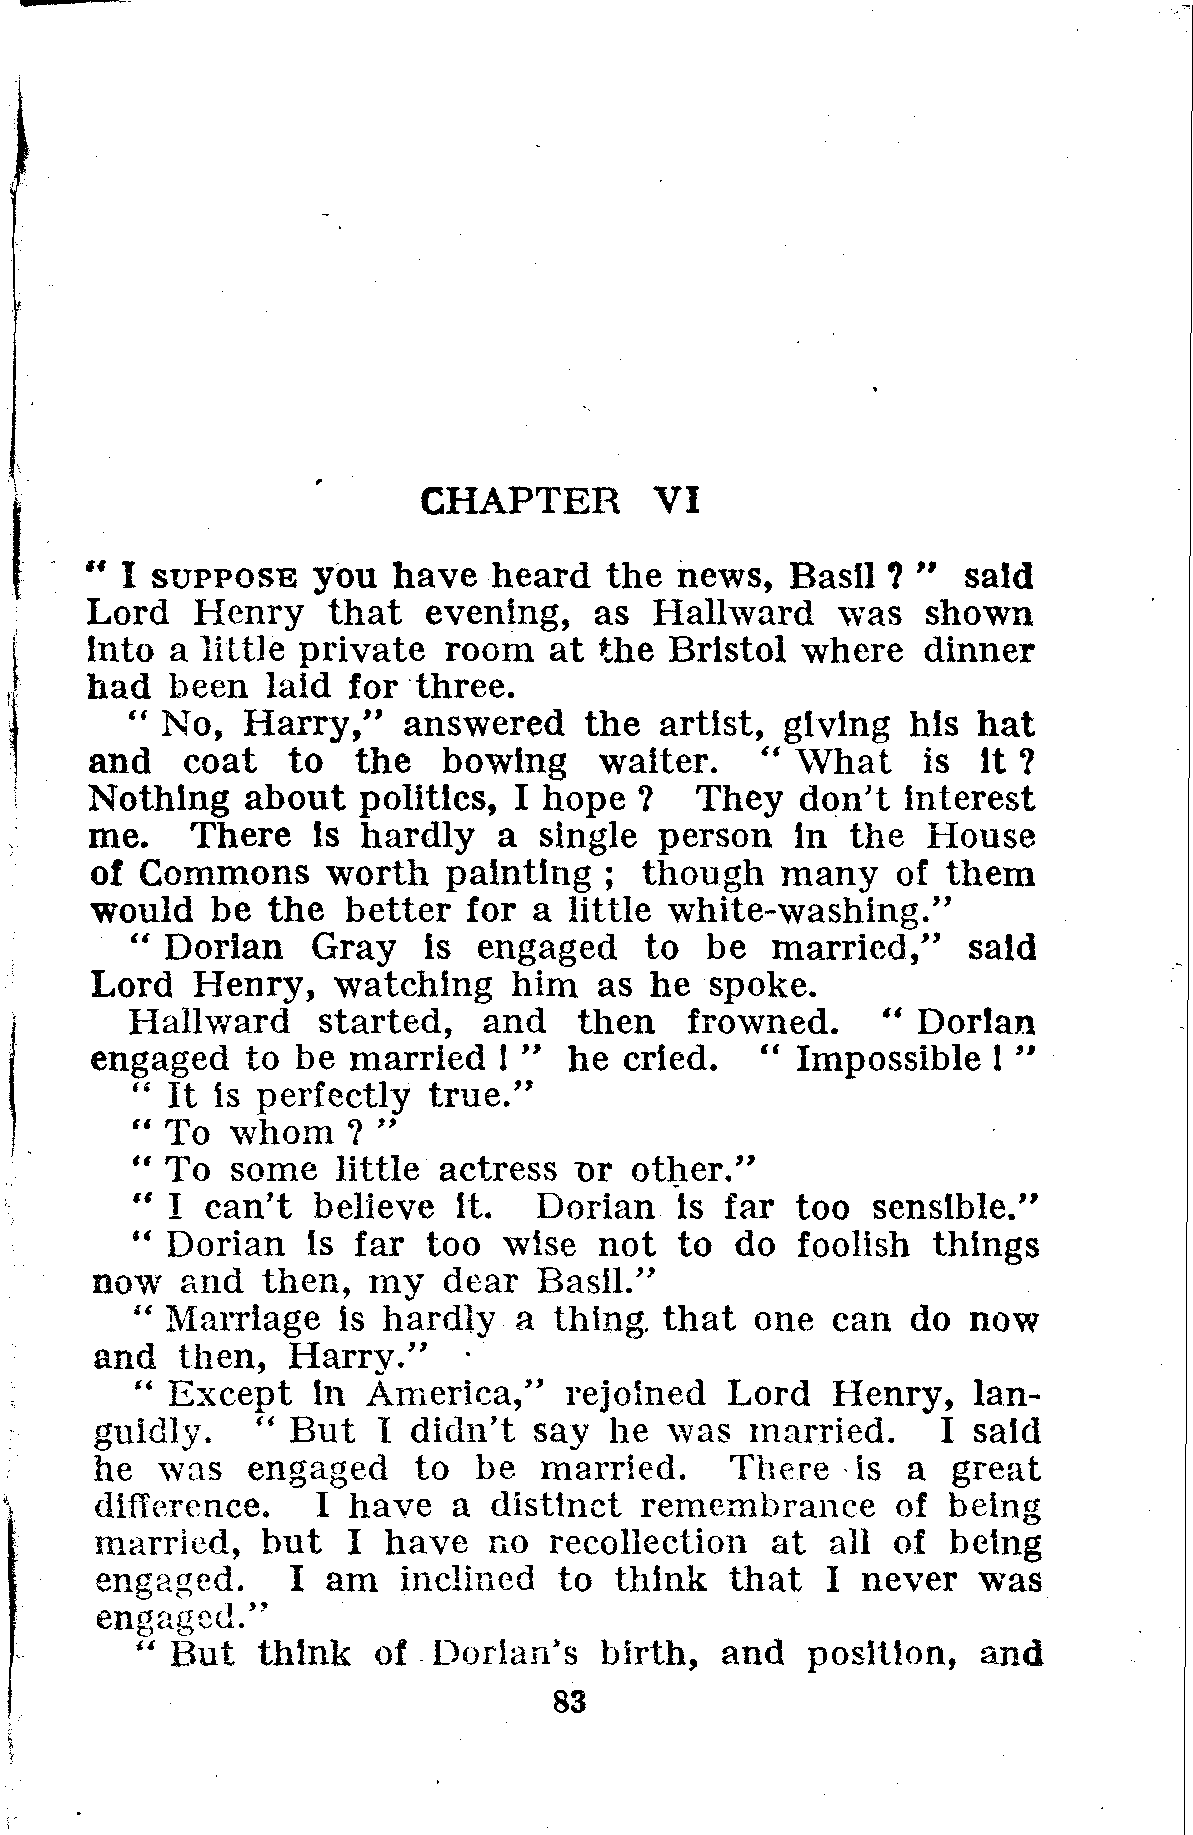 CHAPTER VI
“ I SUPPOSE you have heard the news, Basil ? ” said
Lord Henry that evening, as Hallward was shown
into a little private room at the Bristol where dinner
had been laid for three.
“ No, Harry,” answered the artist, giving his hat
and coat to the bowing waiter. “ What is it ?
Nothing about politics, I hope ? They don't interest
me. There is hardly a single person in the House
of Commons worth painting ; though many of them
would be the better for a little white-washing.”
“ Dorian Gray is engaged to be married,” said
Lord Henry, watching him as he spoke.
Hallward started, and then frowned. “ Dorian
engaged to be married ! ” he cried. “ Impossible ! ”
“ It is perfectly true.”
“ To whom ? ”
“ To some little actress or other.”
“ I can't believe it. Dorian is far too sensible.”
“ Dorian is far too wise not to do foolish things
now and then, my dear Basil.”
“ Marriage is hardly a thing that one can do now
and then, Harry.”
“ Except in America,” rejoined Lord Henry, lan-
guidly. “ But I didn't say he was married. I said
he was engaged to be married. There is a great
difference. I have a distinct remembrance of being
married, but I have no recollection at all of being
engaged. I am inclined to think that I never was
engaged.”
“ But think of Dorian's birth, and position, and
83